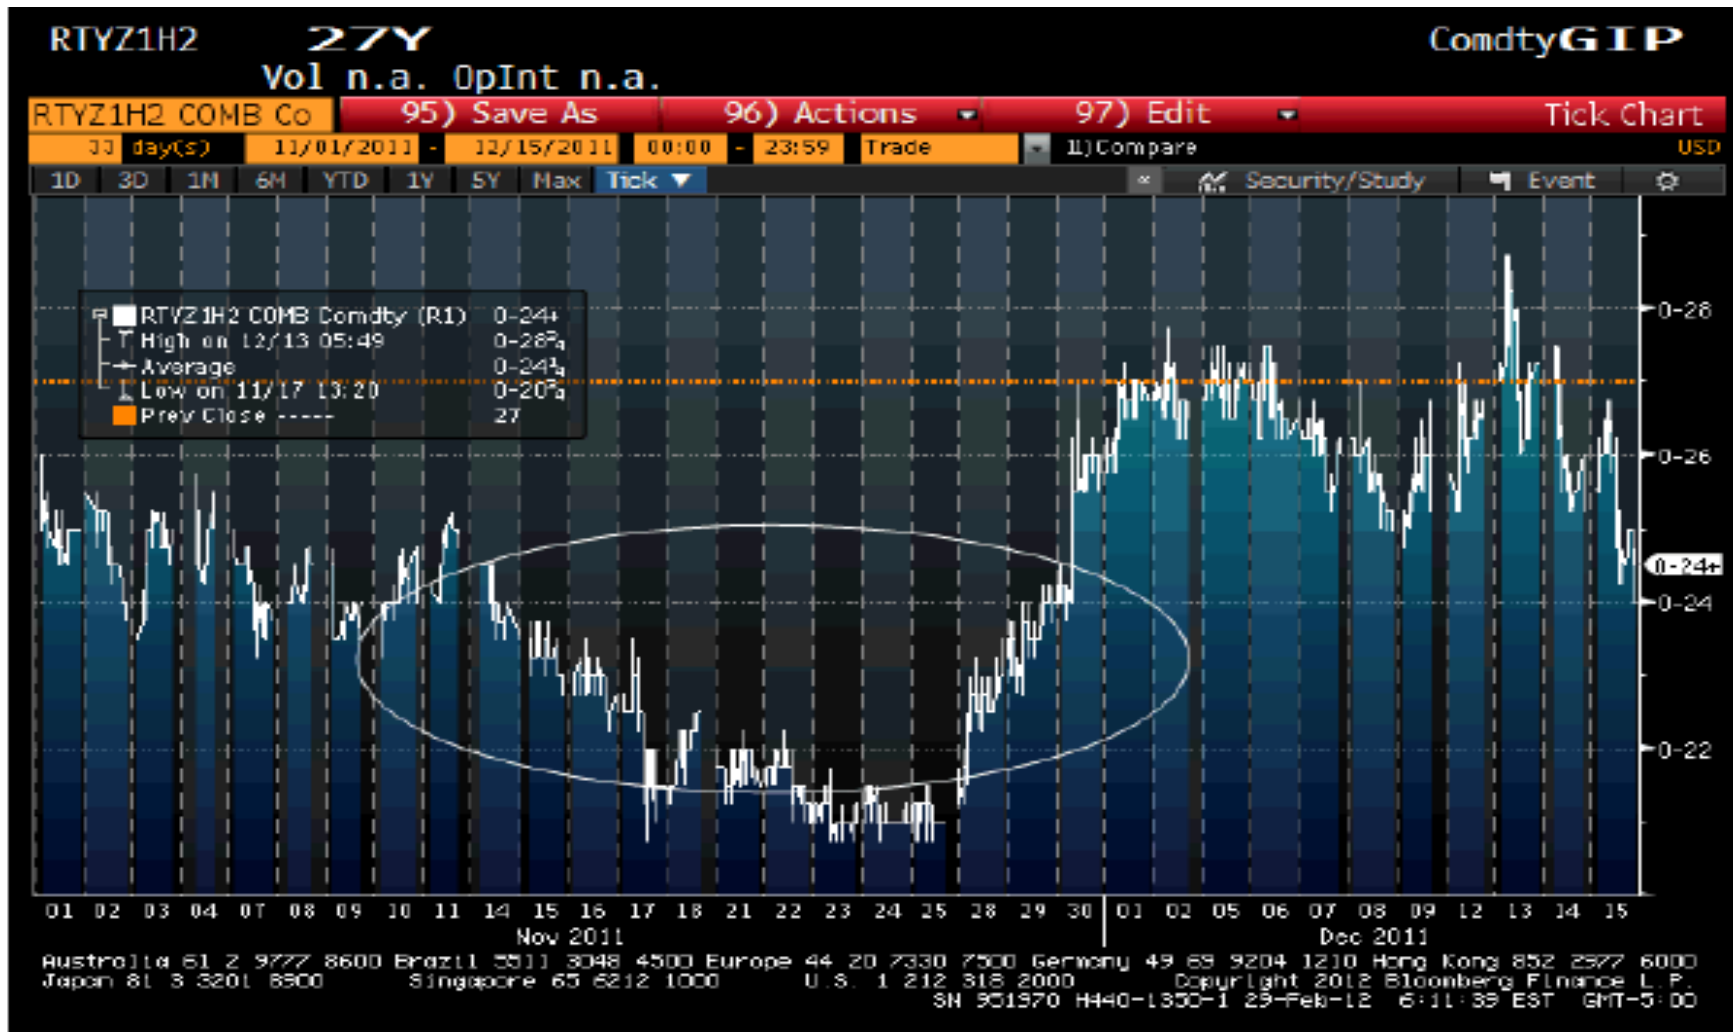 RTYZ1H2 27Y ComdtyGIP
Vol n.a. OpInt n.a.
RTYZ1H2 COMB Co 95) Save As 96) Actions 97) Edit Tick Chart
33 day(s) 11/01/2011 - 12/15/2011 00:00 - 23:59 Trade 11) Compare USD
1D 3D 1M 6M YTD 1Y 5Y Max Tick ▼ « Security/Study Event
RTYZ1H2 COMB Comdty (R1) 0-24+
High on 12/13 05:49
Average
Low on 11/17 13:20
Prev Close ----- 27
0-28
0-26
0-24+
0-24
0-22
01 02 03 04 07 08 09 10 11 14 15 16 17 18 21 22 23 24 25 28 29 30 01 02 05 06 07 08 09 12 13 14 15
Nov 2011 Dec 2011
Australia 61 2 9777 8600 Brazil 5511 3048 4500 Europe 44 20 7330 7500 Germany 49 69 9204 1210 Hong Kong 852 2977 6000
Japan 81 3 3201 8900 Singapore 65 6212 1000 U.S. 1 212 318 2000 Copyright 2012 Bloomberg Finance L.P.
SN 951970 H440-1350-1 29-Feb-12 6:11:39 EST GMT-5:00